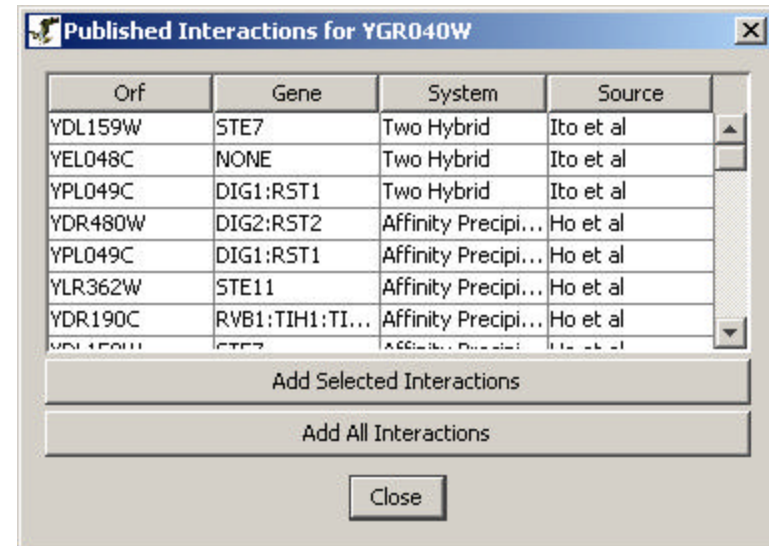 Published Interactions for YGR040W
Orf Gene System Source
YDL159W STE7 Two Hybrid Ito et al
YEL048C NONE Two Hybrid Ito et al
YPL049C DIG1:RST1 Two Hybrid Ito et al
YDR480W DIG2:RST2 Affinity Precipi... Ho et al
YPL049C DIG1:RST1 Affinity Precipi... Ho et al
YLR362W STE11 Affinity Precipi... Ho et al
YDR190C RVB1:TIH1:TI... Affinity Precipi... Ho et al
Add Selected Interactions
Add All Interactions
Close